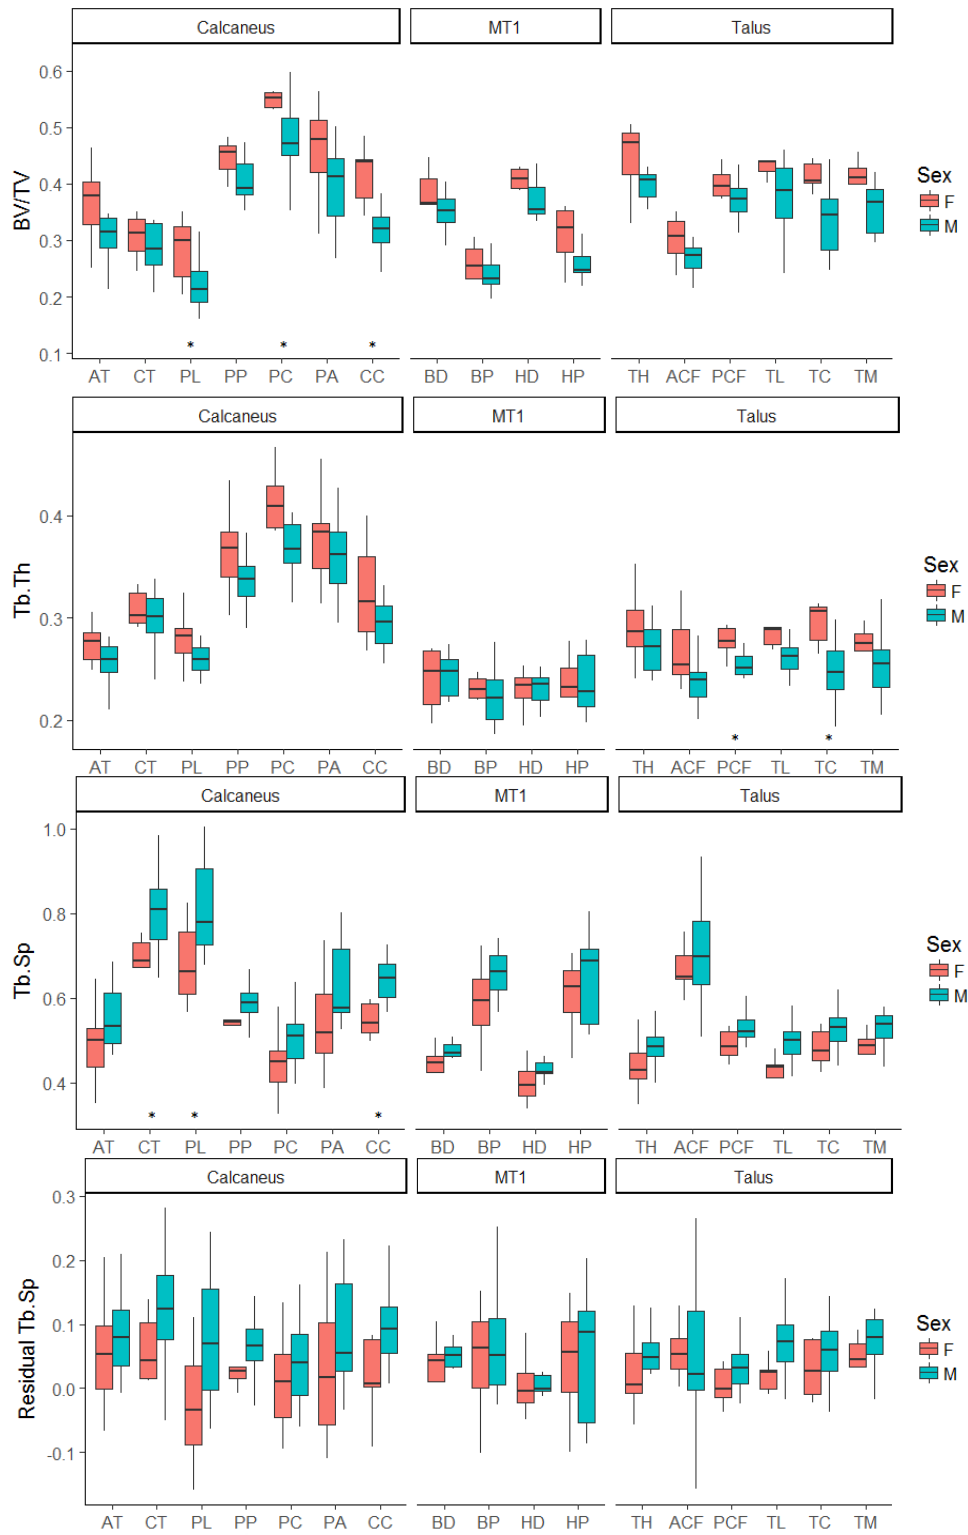 Calcaneus MT1 Talus
BV/TV
0.6
0.5
0.4
0.3
0.2
0.1
Sex
F
M
* * *
AT CT PL PP PC PA CC BD BP HD HP TH ACF PCF TL TC TM
Calcaneus MT1 Talus
Tb.Th
0.4
0.3
0.2
Sex
F
M
* *
AT CT PL PP PC PA CC BD BP HD HP TH ACF PCF TL TC TM
Calcaneus MT1 Talus
Tb.Sp
1.0
0.8
0.6
0.4
Sex
F
M
* * *
AT CT PL PP PC PA CC BD BP HD HP TH ACF PCF TL TC TM
Calcaneus MT1 Talus
Residual Tb.Sp
0.3
0.2
0.1
0.0
-0.1
Sex
F
M
AT CT PL PP PC PA CC BD BP HD HP TH ACF PCF TL TC TM